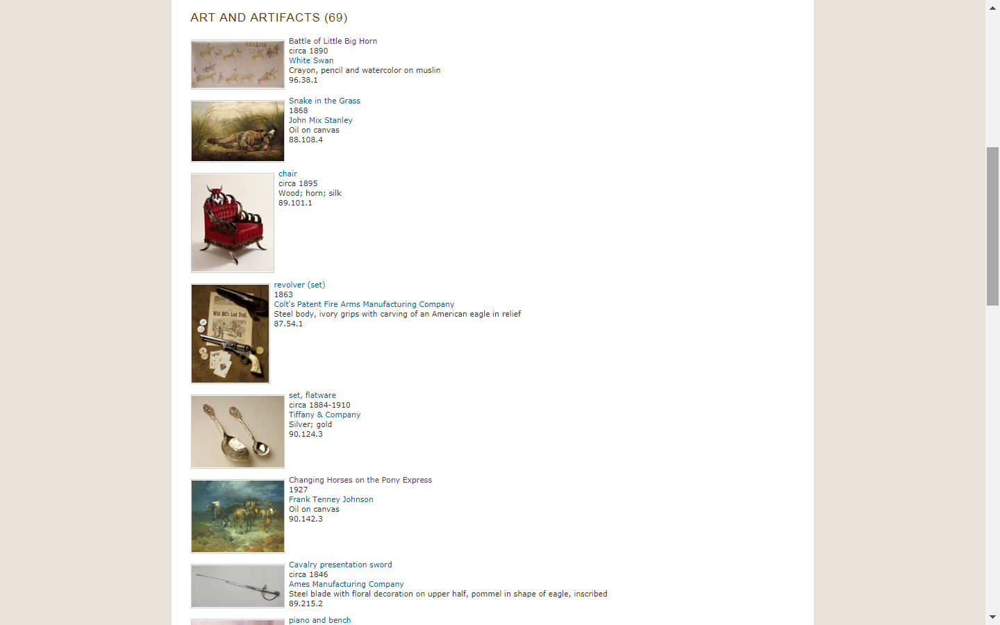 ART AND ARTIFACTS (69)
Battle of Little Big Horn
circa 1890
White Swan
Crayon, pencil and watercolor on muslin
96.38.1
Snake in the Grass
1868
John Mix Stanley
Oil on canvas
88.108.4
chair
circa 1895
Wood; horn; silk
89.101.1
revolver (set)
1863
Colt's Patent Fire Arms Manufacturing Company
Steel body, ivory grips with carving of an American eagle in relief
87.54.1
Wild Bill's Last Trail.
set, flatware
circa 1884-1910
Tiffany & Company
Silver; gold
90.124.3
Changing Horses on the Pony Express
1927
Frank Tenney Johnson
Oil on canvas
90.142.3
Cavalry presentation sword
circa 1846
Ames Manufacturing Company
Steel blade with floral decoration on upper half, pommel in shape of eagle, inscribed
89.215.2
piano and bench